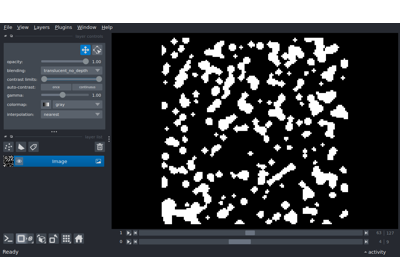 File View Layers Plugins Window Help
opacity: 1.00
blending: translucent_no_depth
contrast limits:
auto-contrast: once continuous
gamma: 1.00
colormap: gray
interpolation: nearest
Image
1
0
Ready
activity